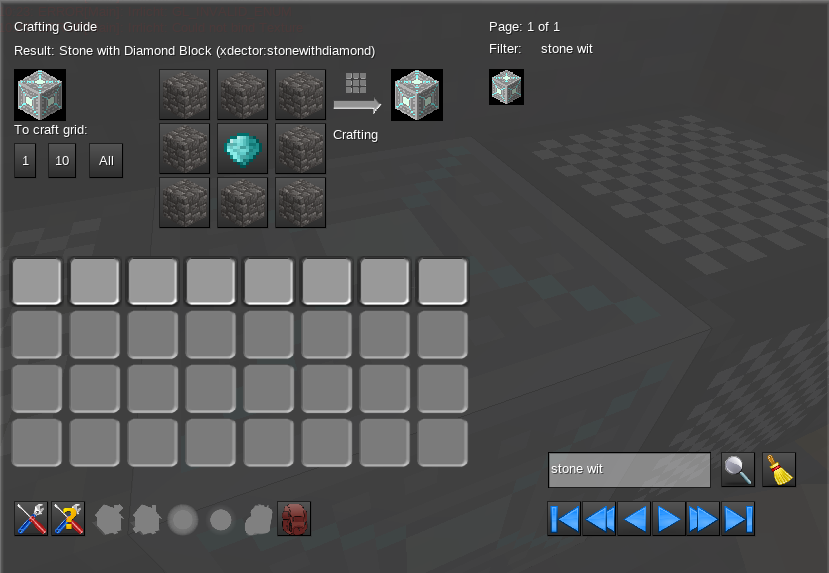 Crafting Guide
Page: 1 of 1
Result: Stone with Diamond Block (xdector:stonewithdiamond)
Filter: stone wit
To craft grid:
Crafting
1 10 All
stone wit